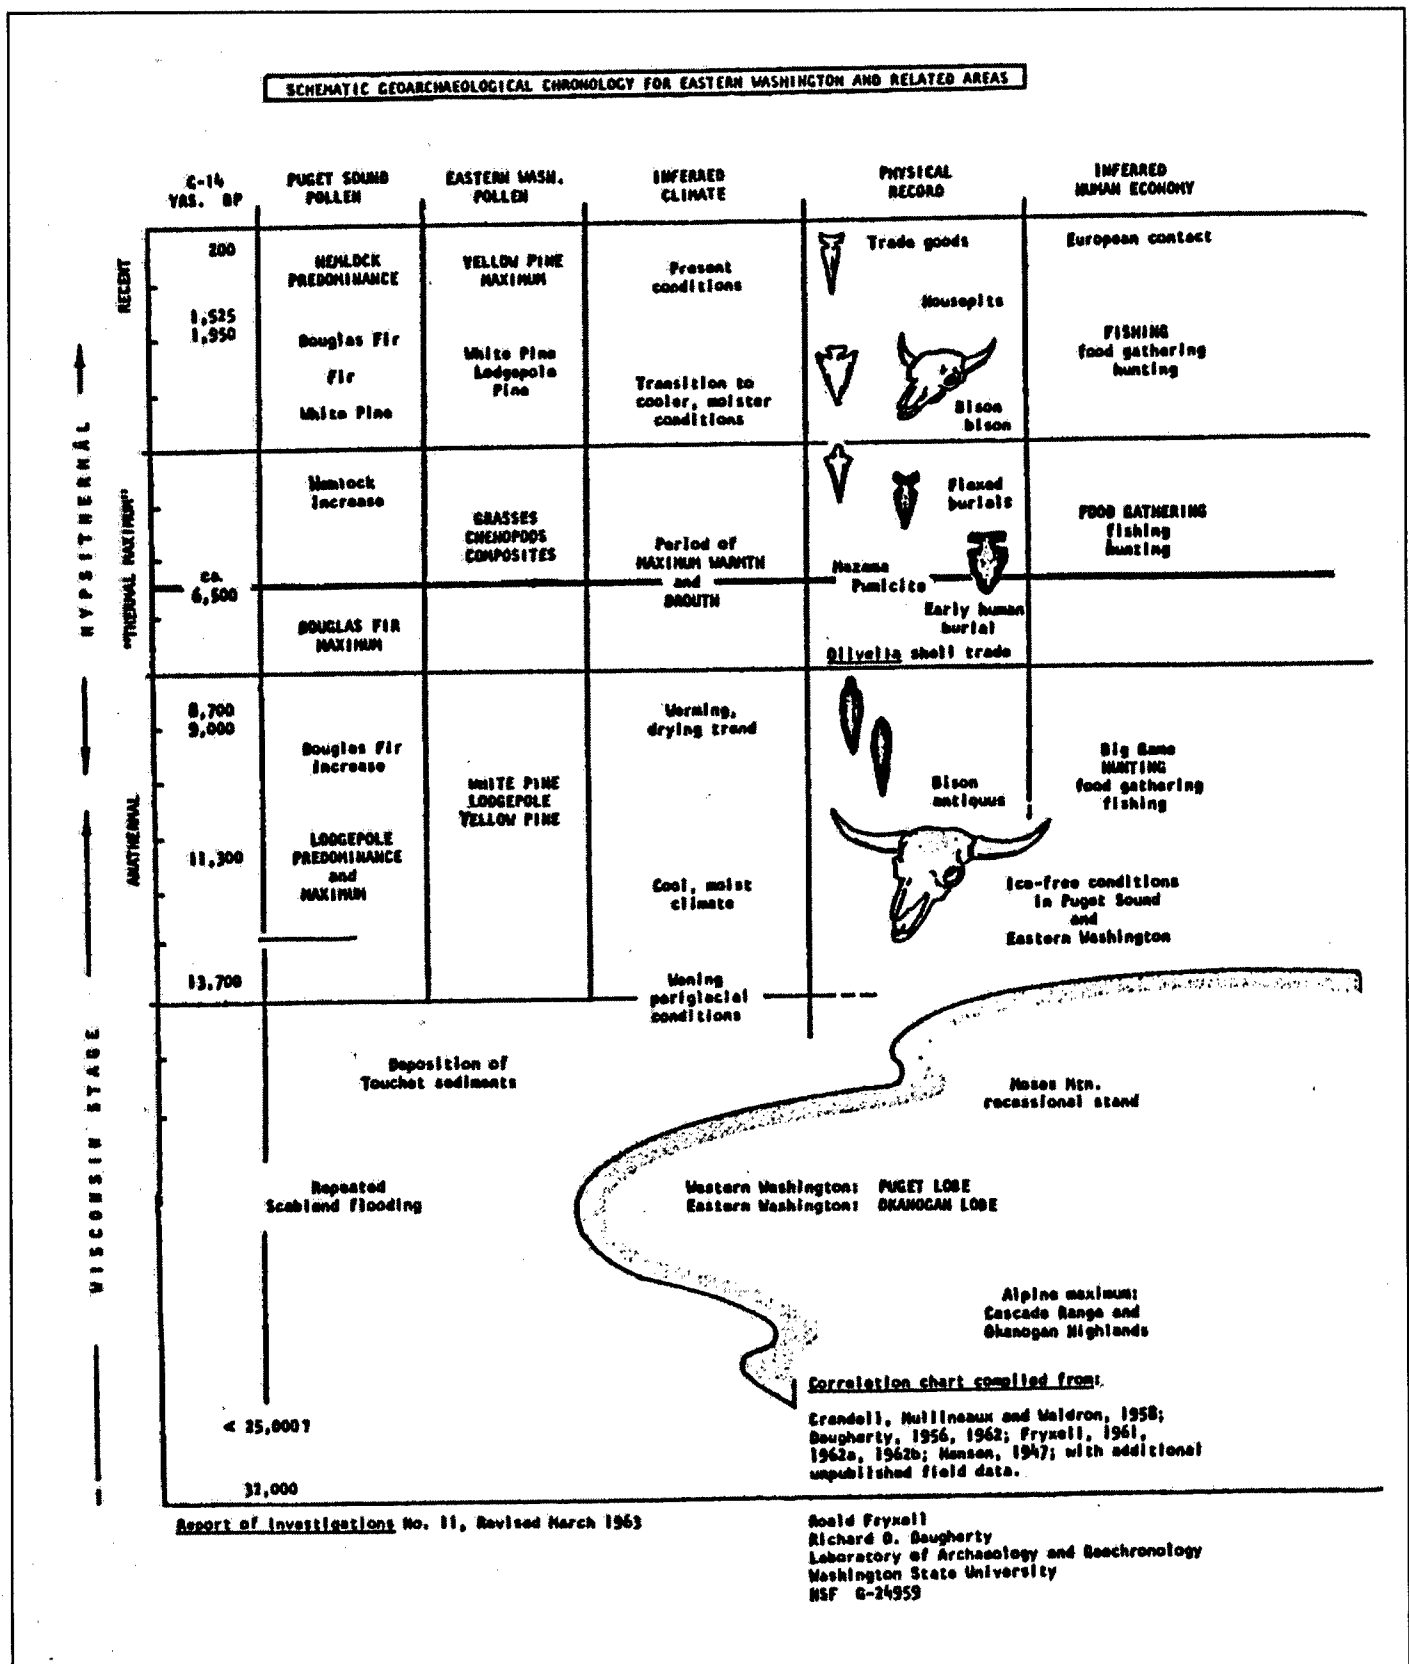 SCHEMATIC GEOARCHAEOLOGICAL CHRONOLOGY FOR EASTERN WASHINGTON AND RELATED AREAS
C-14
YRS. BP
PUGET SOUND
POLLEN
EASTERN WASH.
POLLEN
INFERRED
CLIMATE
PHYSICAL
RECORD
INFERRED
HUMAN ECONOMY
HYPSITHERMAL
WISCONSIN STAGE
RECENT
"THERMAL MAXIMUM"
ANATHERMAL
200
1,525
1,950
ca.
6,500
8,700
9,000
11,300
13,700
< 25,000?
32,000
HEMLOCK
PREDOMINANCE
Douglas Fir
Fir
White Pine
Hemlock
Increase
DOUGLAS FIR
MAXIMUM
Douglas Fir
Increase
LODGEPOLE
PREDOMINANCE
and
MAXIMUM
YELLOW PINE
MAXIMUM
White Pine
Lodgepole
Pine
GRASSES
CHENOPODS
COMPOSITES
WHITE PINE
LODGEPOLE
YELLOW PINE
Present
conditions
Transition to
cooler, moister
conditions
Period of
MAXIMUM WARMTH
and
DROUTH
Warming,
drying trend
Cool, moist
climate
Waning
periglacial
conditions
Trade goods
Housepits
Bison
bison
Flexed
burials
Mazama
Pumicite
Early human
burial
Olivella shell trade
Bison
antiquus
European contact
FISHING
food gathering
hunting
FOOD GATHERING
fishing
hunting
Big Game
HUNTING
food gathering
fishing
Ice-free conditions
in Puget Sound
and
Eastern Washington
Deposition of
Touchet sediments
Moses Mtn.
recessional stand
Repeated
Scabland flooding
Western Washington: PUGET LOBE
Eastern Washington: OKANOGAN LOBE
Alpine maximum:
Cascade Range and
Okanogan Highlands
Correlation chart compiled from:
Crandell, Mullineaux and Waldron, 1958;
Daugherty, 1956, 1962; Fryxell, 1961,
1962a, 1962b; Hansen, 1947; with additional
unpublished field data.
Report of Investigations No. 11, Revised March 1963
Roald Fryxell
Richard D. Daugherty
Laboratory of Archaeology and Geochronology
Washington State University
NSF G-24959